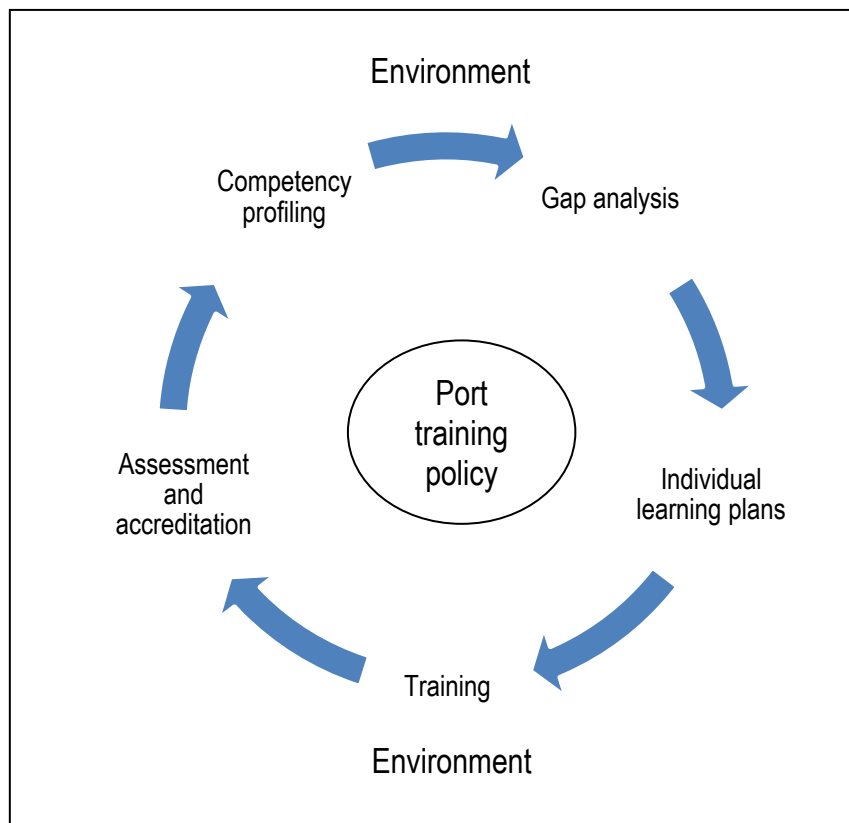 Environment
Competency
profiling
Gap analysis
Port
training
policy
Assessment
and
accreditation
Individual
learning plans
Training
Environment